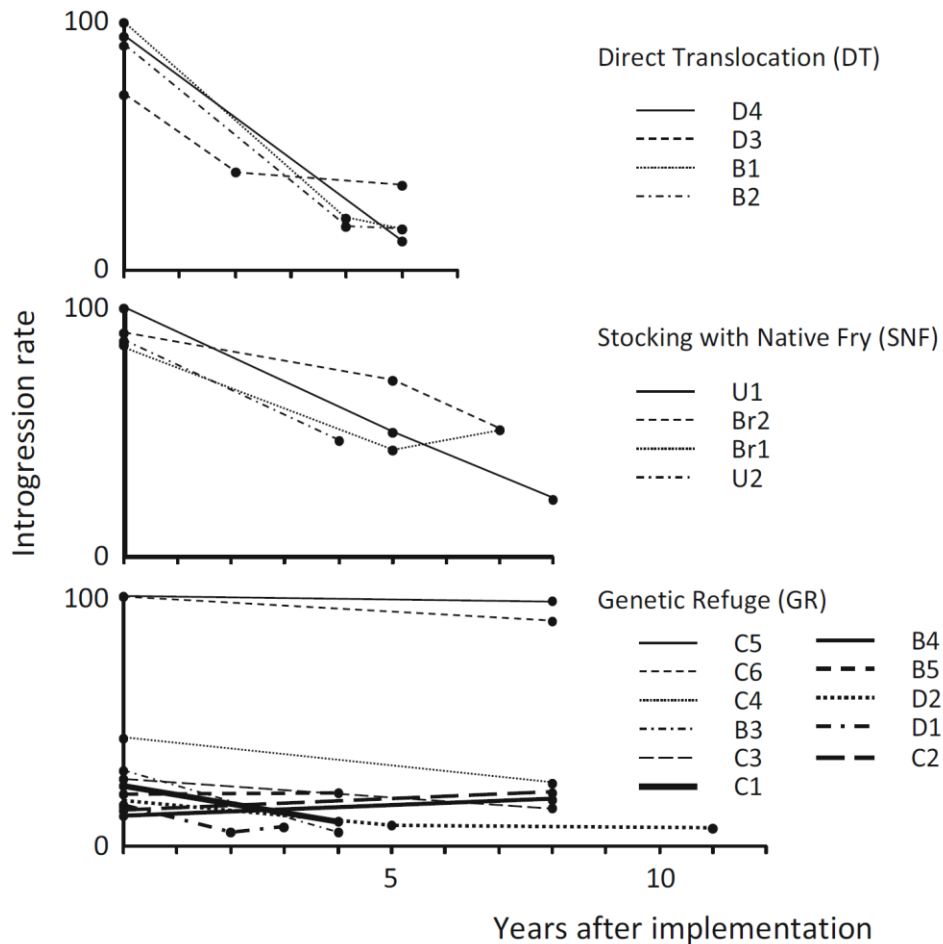 100
0
Direct Translocation (DT)
D4
D3
B1
B2
100
0
Stocking with Native Fry (SNF)
U1
Br2
Br1
U2
100
0
5
10
Genetic Refuge (GR)
C5
C6
C4
B3
C3
C1
B4
B5
D2
D1
C2
Introgression rate
Years after implementation